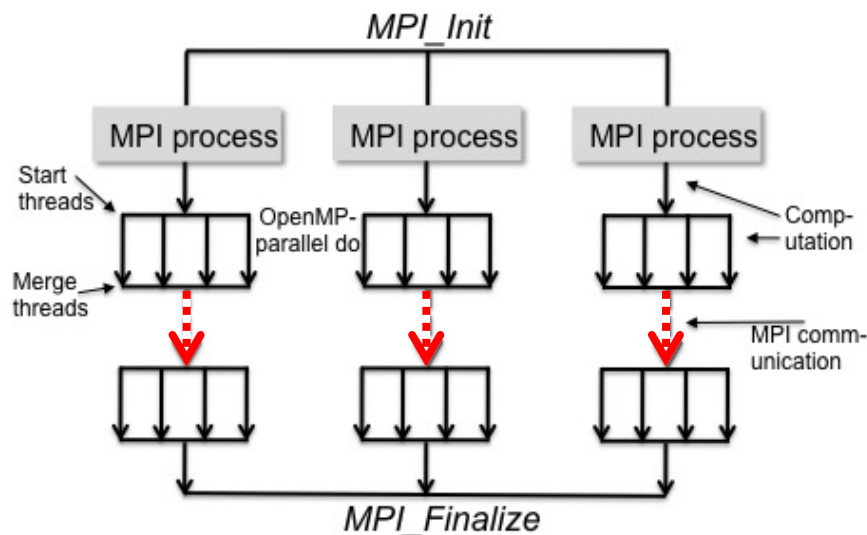 MPI_Init
MPI process
MPI process
MPI process
Start
threads
OpenMP-
parallel do
Comp-
utation
Merge
threads
MPI comm-
unication
MPI_Finalize